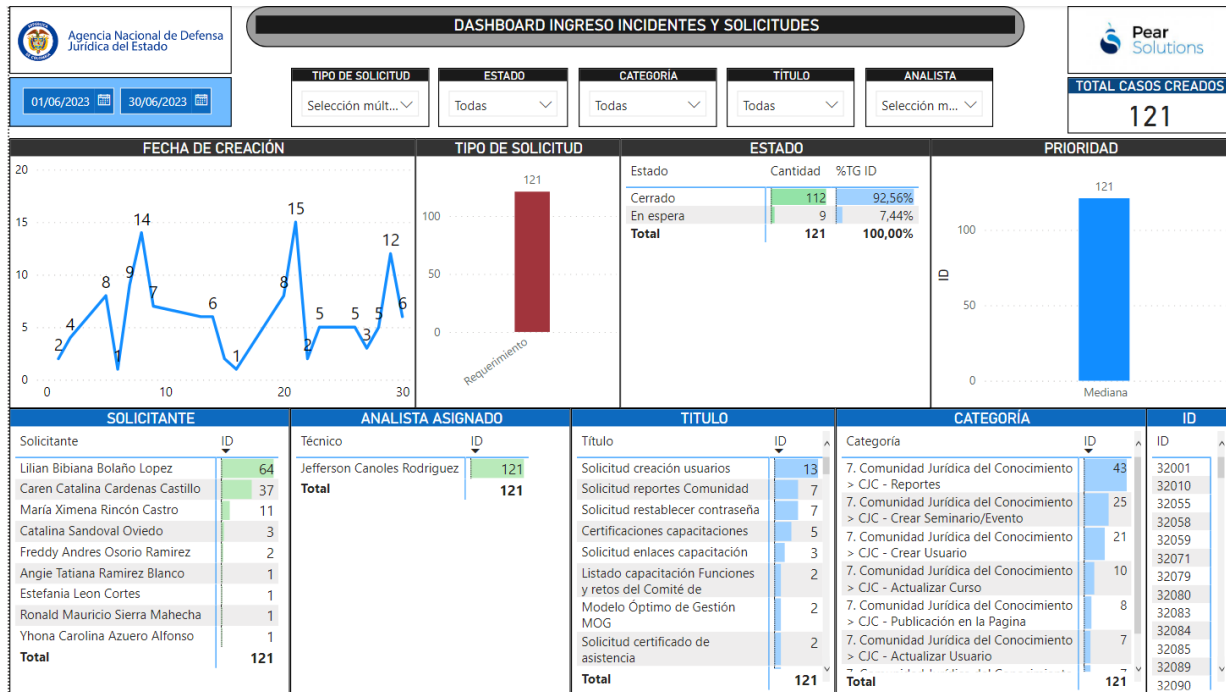 Agencia Nacional de Defensa
Jurídica del Estado
DASHBOARD INGRESO INCIDENTES Y SOLICITUDES
Pear
Solutions
01/06/2023
30/06/2023
TIPO DE SOLICITUD
Selección múlt...
ESTADO
Todas
CATEGORÍA
Todas
TÍTULO
Todas
ANALISTA
Selección m...
TOTAL CASOS CREADOS
121
FECHA DE CREACIÓN
20
15
10
5
0
2
4
8
1
9
14
7
6
1
8
15
2
5
5
3
5
12
6
0
10
20
30
TIPO DE SOLICITUD
121
100
50
0
Requerimiento
ESTADO
Estado Cantidad %TG ID
Cerrado 112 92,56%
En espera 9 7,44%
Total 121 100,00%
PRIORIDAD
121
100
50
0
ID
Mediana
SOLICITANTE
Solicitante ID
Lilian Bibiana Bolaño Lopez 64
Caren Catalina Cardenas Castillo 37
María Ximena Rincón Castro 11
Catalina Sandoval Oviedo 3
Freddy Andres Osorio Ramirez 2
Angie Tatiana Ramirez Blanco 1
Estefania Leon Cortes 1
Ronald Mauricio Sierra Mahecha 1
Yhona Carolina Azuero Alfonso 1
Total 121
ANALISTA ASIGNADO
Técnico ID
Jefferson Canoles Rodriguez 121
Total 121
TITULO
Título ID
Solicitud creación usuarios 13
Solicitud reportes Comunidad 7
Solicitud restablecer contraseña 7
Certificaciones capacitaciones 5
Solicitud enlaces capacitación 3
Listado capacitación Funciones 2
y retos del Comité de
Modelo Óptimo de Gestión 2
MOG
Solicitud certificado de 2
asistencia
Total 121
CATEGORÍA
Categoría ID
7. Comunidad Jurídica del Conocimiento 43
> CJC - Reportes
7. Comunidad Jurídica del Conocimiento 25
> CJC - Crear Seminario/Evento
7. Comunidad Jurídica del Conocimiento 21
> CJC - Crear Usuario
7. Comunidad Jurídica del Conocimiento 10
> CJC - Actualizar Curso
7. Comunidad Jurídica del Conocimiento 8
> CJC - Publicación en la Pagina
7. Comunidad Jurídica del Conocimiento 7
> CJC - Actualizar Usuario
Total 121
ID
ID
32001
32010
32055
32058
32059
32071
32079
32080
32083
32084
32085
32089
32090